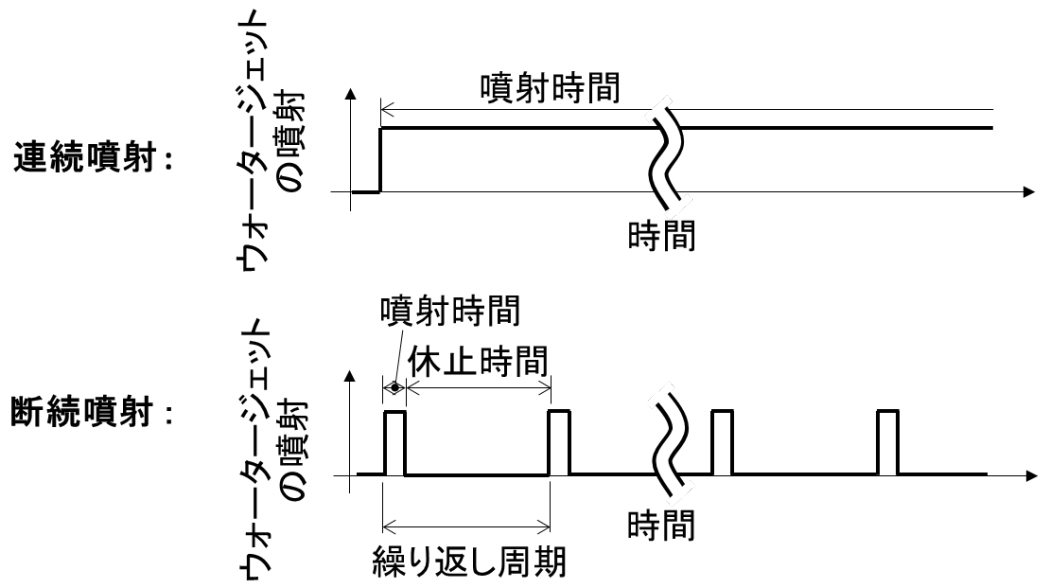 連続噴射：
ウォータージェット
の噴射
噴射時間
時間
断続噴射：
ウォータージェット
の噴射
噴射時間
休止時間
時間
繰り返し周期